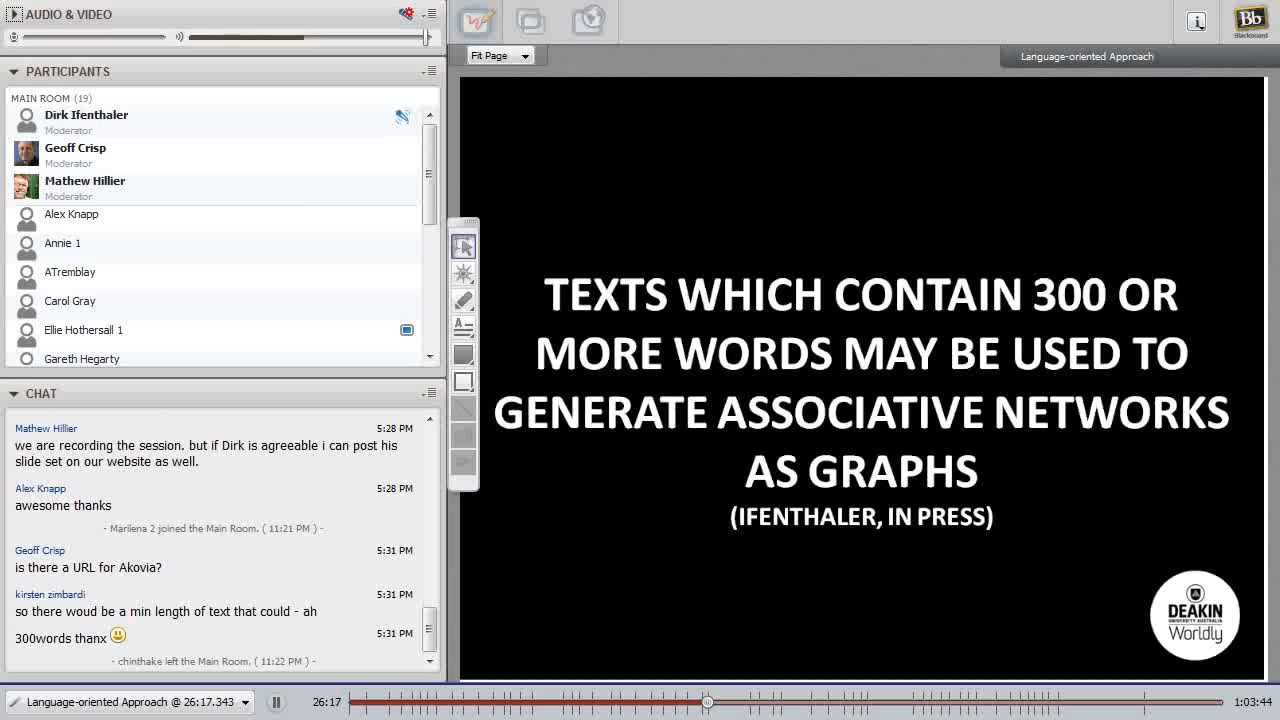 AUDIO & VIDEO
PARTICIPANTS
MAIN ROOM (19)
Dirk Ifenthaler
Moderator
Geoff Crisp
Moderator
Mathew Hillier
Moderator
Alex Knapp
Annie 1
ATremblay
Carol Gray
Ellie Hothersall 1
Gareth Hegarty
CHAT
Mathew Hillier 5:28 PM
we are recording the session. but if Dirk is agreeable i can post his
slide set on our website as well.
Alex Knapp 5:28 PM
awesome thanks
- Marilena 2 joined the Main Room. ( 11:21 PM ) -
Geoff Crisp 5:31 PM
is there a URL for Akovia?
kirsten zimbardi 5:31 PM
so there woud be a min length of text that could - ah
300words thanx 5:31 PM
- chinthake left the Main Room. ( 11:22 PM ) -
Fit Page
i
Bb
Blackboard
Language-oriented Approach
A
TEXTS WHICH CONTAIN 300 OR
MORE WORDS MAY BE USED TO
GENERATE ASSOCIATIVE NETWORKS
AS GRAPHS
(IFENTHALER, IN PRESS)
DEAKIN
UNIVERSITY AUSTRALIA
Worldly
Language-oriented Approach @ 26:17.343
26:17
1:03:44